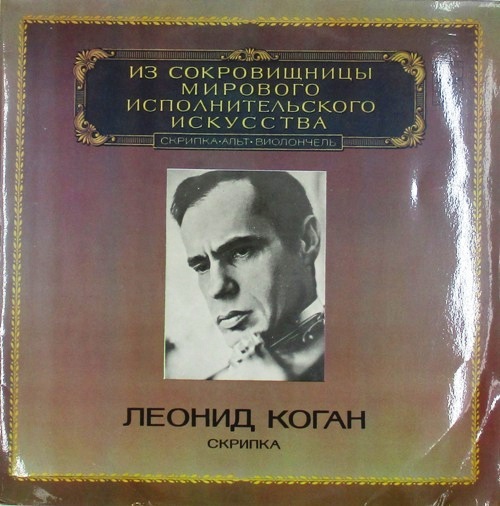 ИЗ СОКРОВИЩНИЦЫ
МИРОВОГО
ИСПОЛНИТЕЛЬСКОГО
ИСКУССТВА
СКРИПКА•АЛЬТ•ВИОЛОНЧЕЛЬ
ЛЕОНИД КОГАН
СКРИПКА